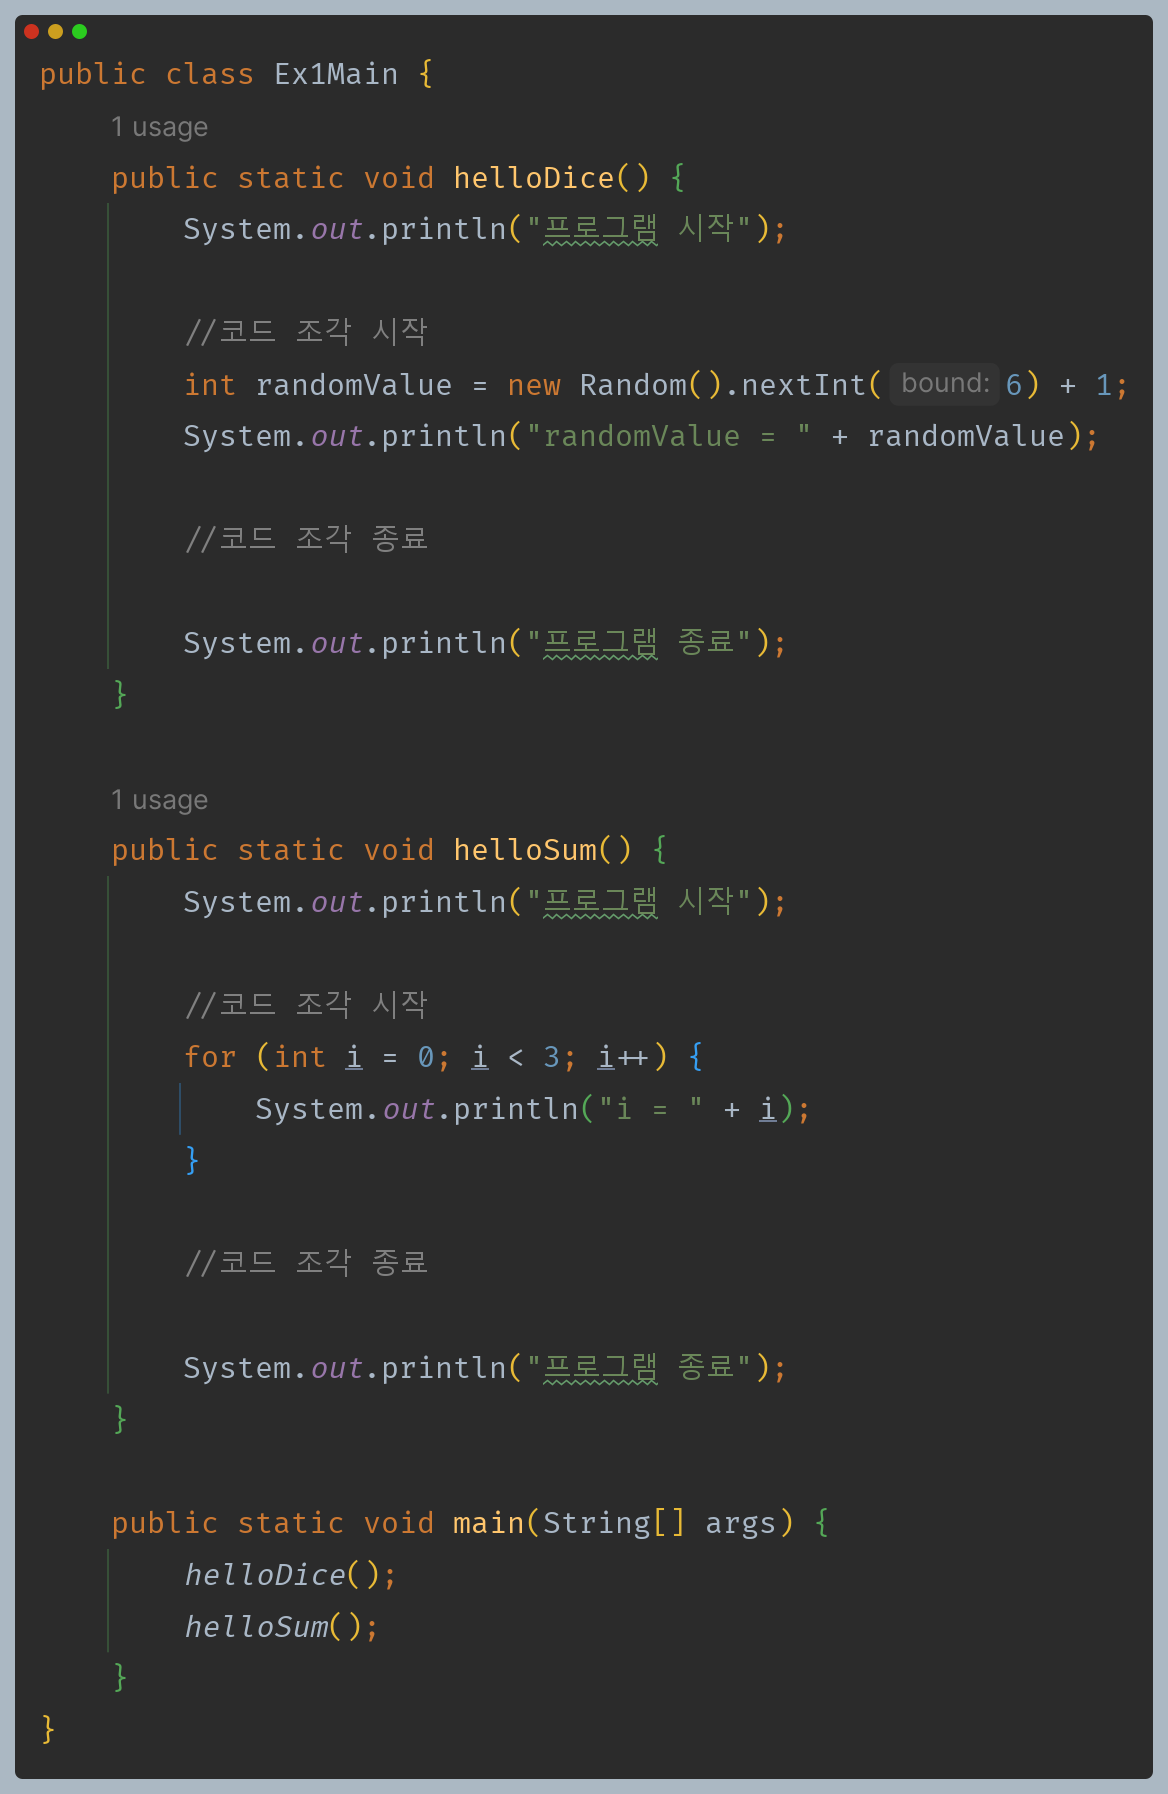 public class Ex1Main {
1 usage
public static void helloDice() {
System.out.println("프로그램 시작");
//코드 조각 시작
int randomValue = new Random().nextInt( bound: 6) + 1;
System.out.println("randomValue = " + randomValue);
//코드 조각 종료
System.out.println("프로그램 종료");
}
1 usage
public static void helloSum() {
System.out.println("프로그램 시작");
//코드 조각 시작
for (int i = 0; i < 3; i++) {
System.out.println("i = " + i);
}
//코드 조각 종료
System.out.println("프로그램 종료");
}
public static void main(String[] args) {
helloDice();
helloSum();
}
}